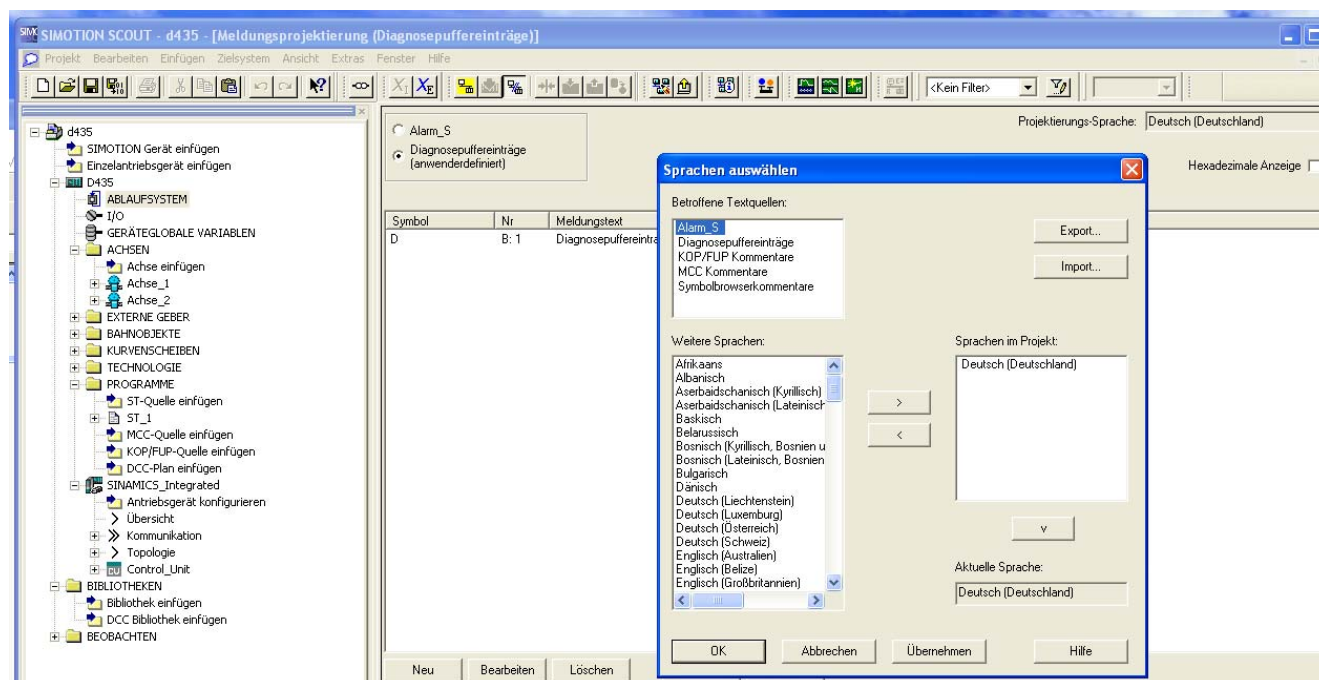 SIMOTION SCOUT - d435 - [Meldungsprojektierung (Diagnosepuffereinträge)]
Projekt Bearbeiten Einfügen Zielsystem Ansicht Extras Fenster Hilfe
<Kein Filter>
d435
SIMOTION Gerät einfügen
Einzelantriebsgerät einfügen
D435
ABLAUFSYSTEM
I/O
GERÄTEGLOBALE VARIABLEN
ACHSEN
Achse einfügen
Achse_1
Achse_2
EXTERNE GEBER
BAHNOBJEKTE
KURVENSCHEIBEN
TECHNOLOGIE
PROGRAMME
ST-Quelle einfügen
ST_1
MCC-Quelle einfügen
KOP/FUP-Quelle einfügen
DCC-Plan einfügen
SINAMICS_Integrated
Antriebsgerät konfigurieren
Übersicht
Kommunikation
Topologie
Control_Unit
BIBLIOTHEKEN
Bibliothek einfügen
DCC Bibliothek einfügen
BEOBACHTEN
Alarm_S
Diagnosepuffereinträge
(anwenderdefiniert)
Projektierungs-Sprache: Deutsch (Deutschland)
Hexadezimale Anzeige
Symbol Nr Meldungstext
D B: 1 Diagnosepuffereinträ
Neu Bearbeiten Löschen
Sprachen auswählen
Betroffene Textquellen:
Alarm_S
Diagnosepuffereinträge
KOP/FUP Kommentare
MCC Kommentare
Symbolbrowserkommentare
Export...
Import...
Weitere Sprachen:
Afrikaans
Albanisch
Aserbaidschanisch (Kyrillisch)
Aserbaidschanisch (Lateinisch
Baskisch
Belarussisch
Bosnisch (Kyrillisch, Bosnien u
Bosnisch (Lateinisch, Bosnien
Bulgarisch
Dänisch
Deutsch (Liechtenstein)
Deutsch (Luxemburg)
Deutsch (Österreich)
Deutsch (Schweiz)
Englisch (Australien)
Englisch (Belize)
Englisch (Großbritannien)
>
<
Sprachen im Projekt:
Deutsch (Deutschland)
v
Aktuelle Sprache:
Deutsch (Deutschland)
OK Abbrechen Übernehmen Hilfe